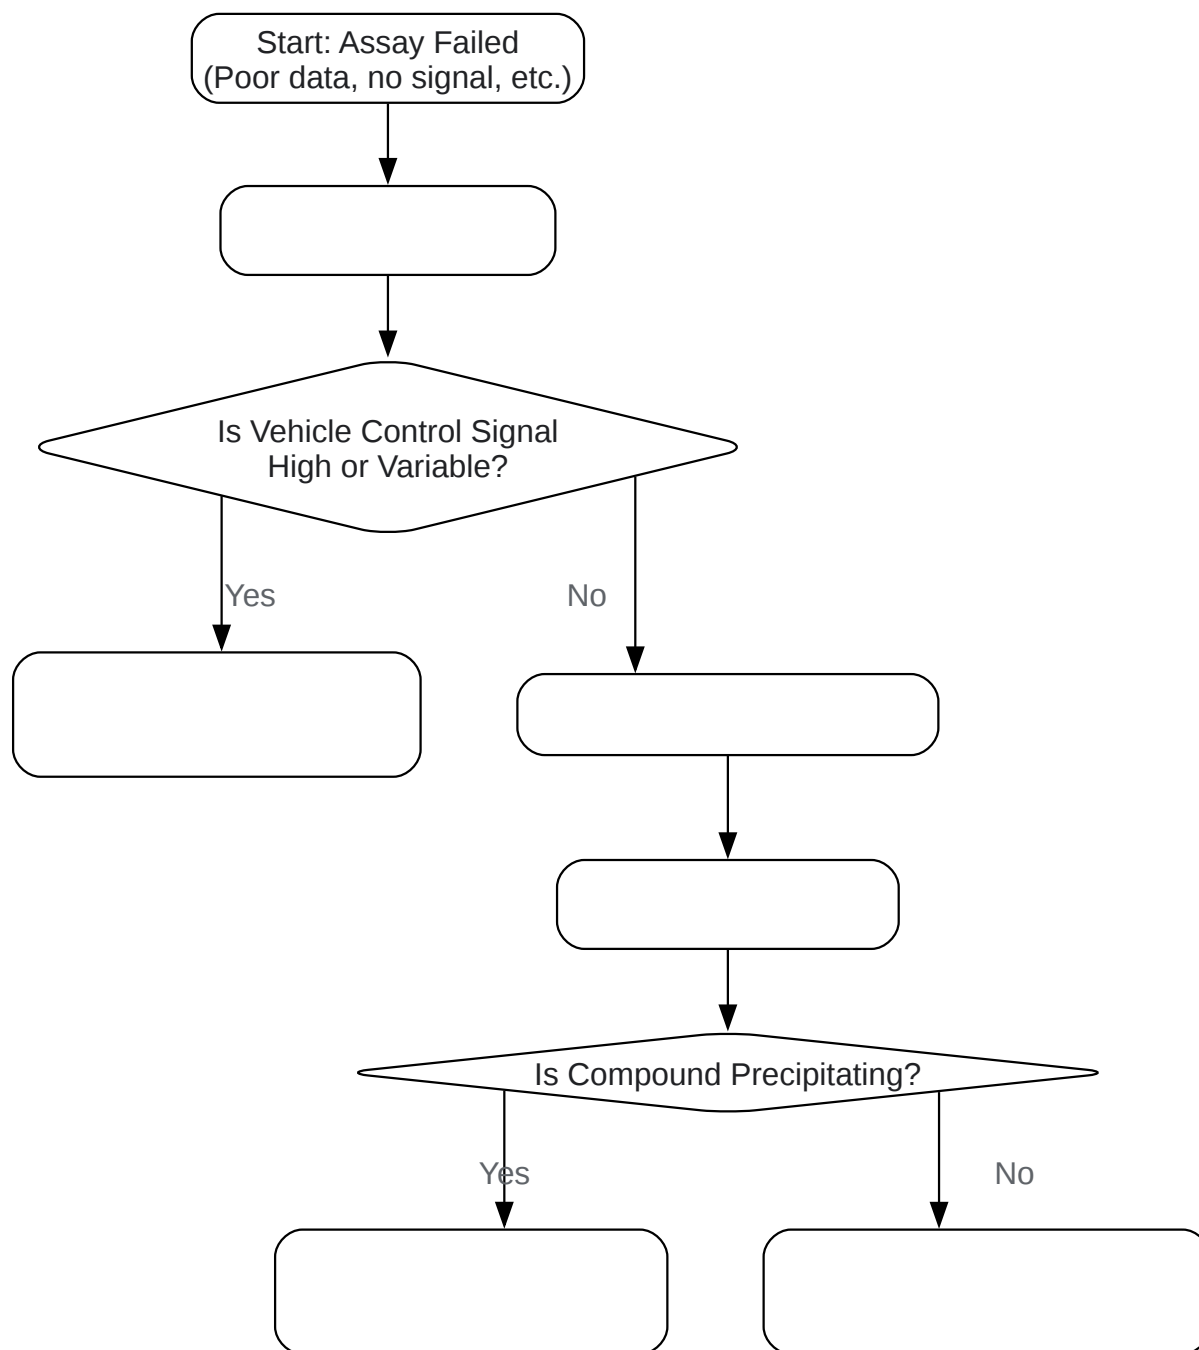 Start: Assay Failed
(Poor data, no signal, etc.)
Is Vehicle Control Signal
High or Variable?
Yes
No
Is Compound Precipitating?
Yes
No